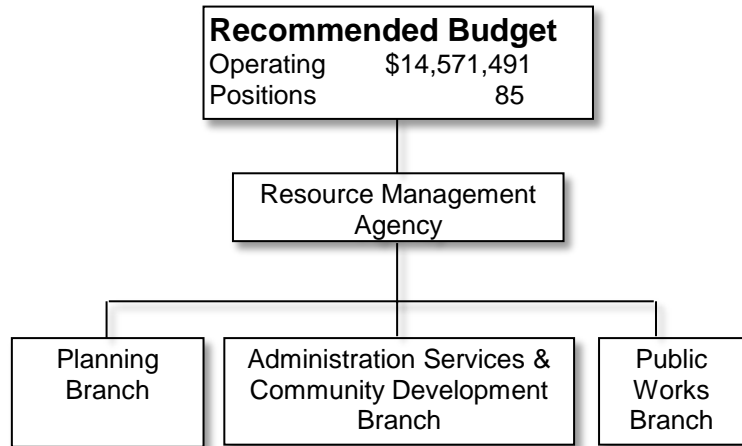 Recommended Budget
Operating $14,571,491
Positions 85
Resource Management
Agency
Planning
Branch
Administration Services &
Community Development
Branch
Public
Works
Branch